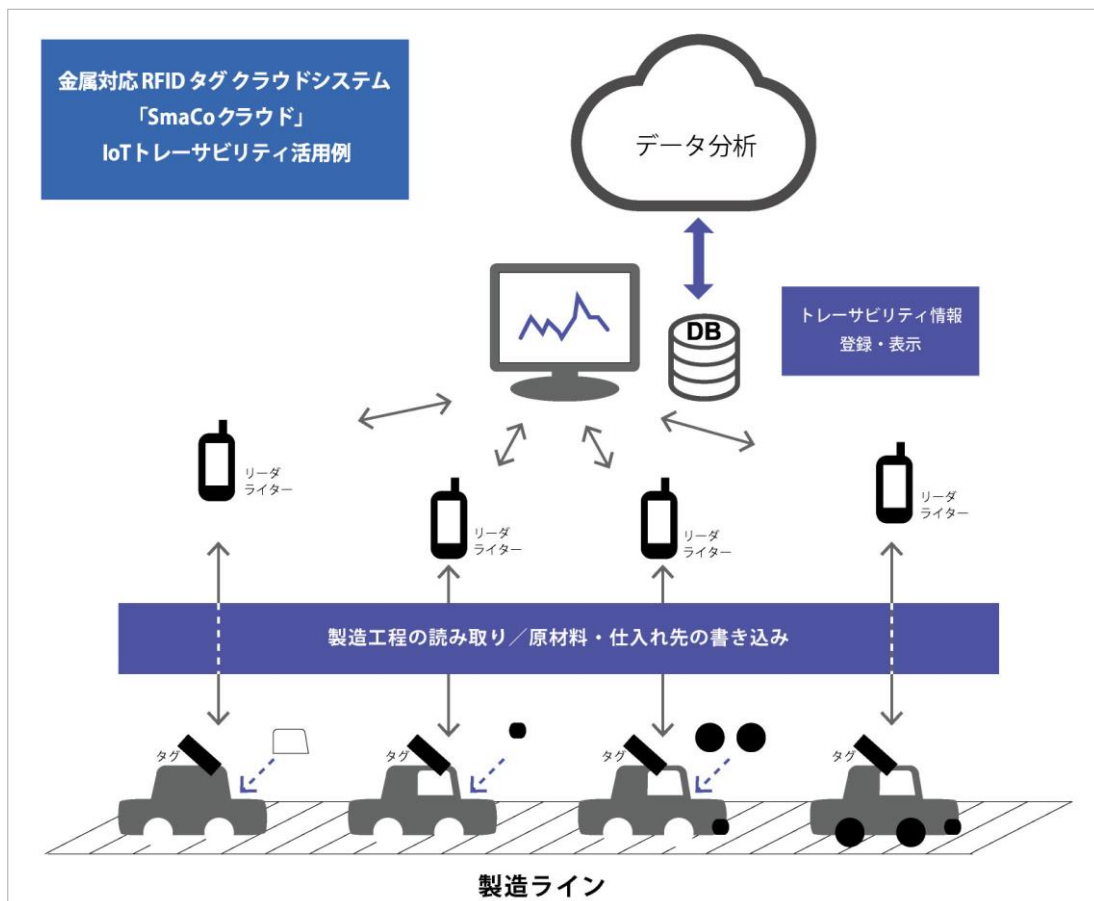 金属対応RFIDタグ クラウドシステム
「SmaCoクラウド」
IoTトレーサビリティ活用例
データ分析
DB
トレーサビリティ情報
登録・表示
リーダ
ライター
リーダ
ライター
リーダ
ライター
リーダ
ライター
製造工程の読み取り／原材料・仕入れ先の書き込み
タグ
タグ
タグ
タグ
製造ライン